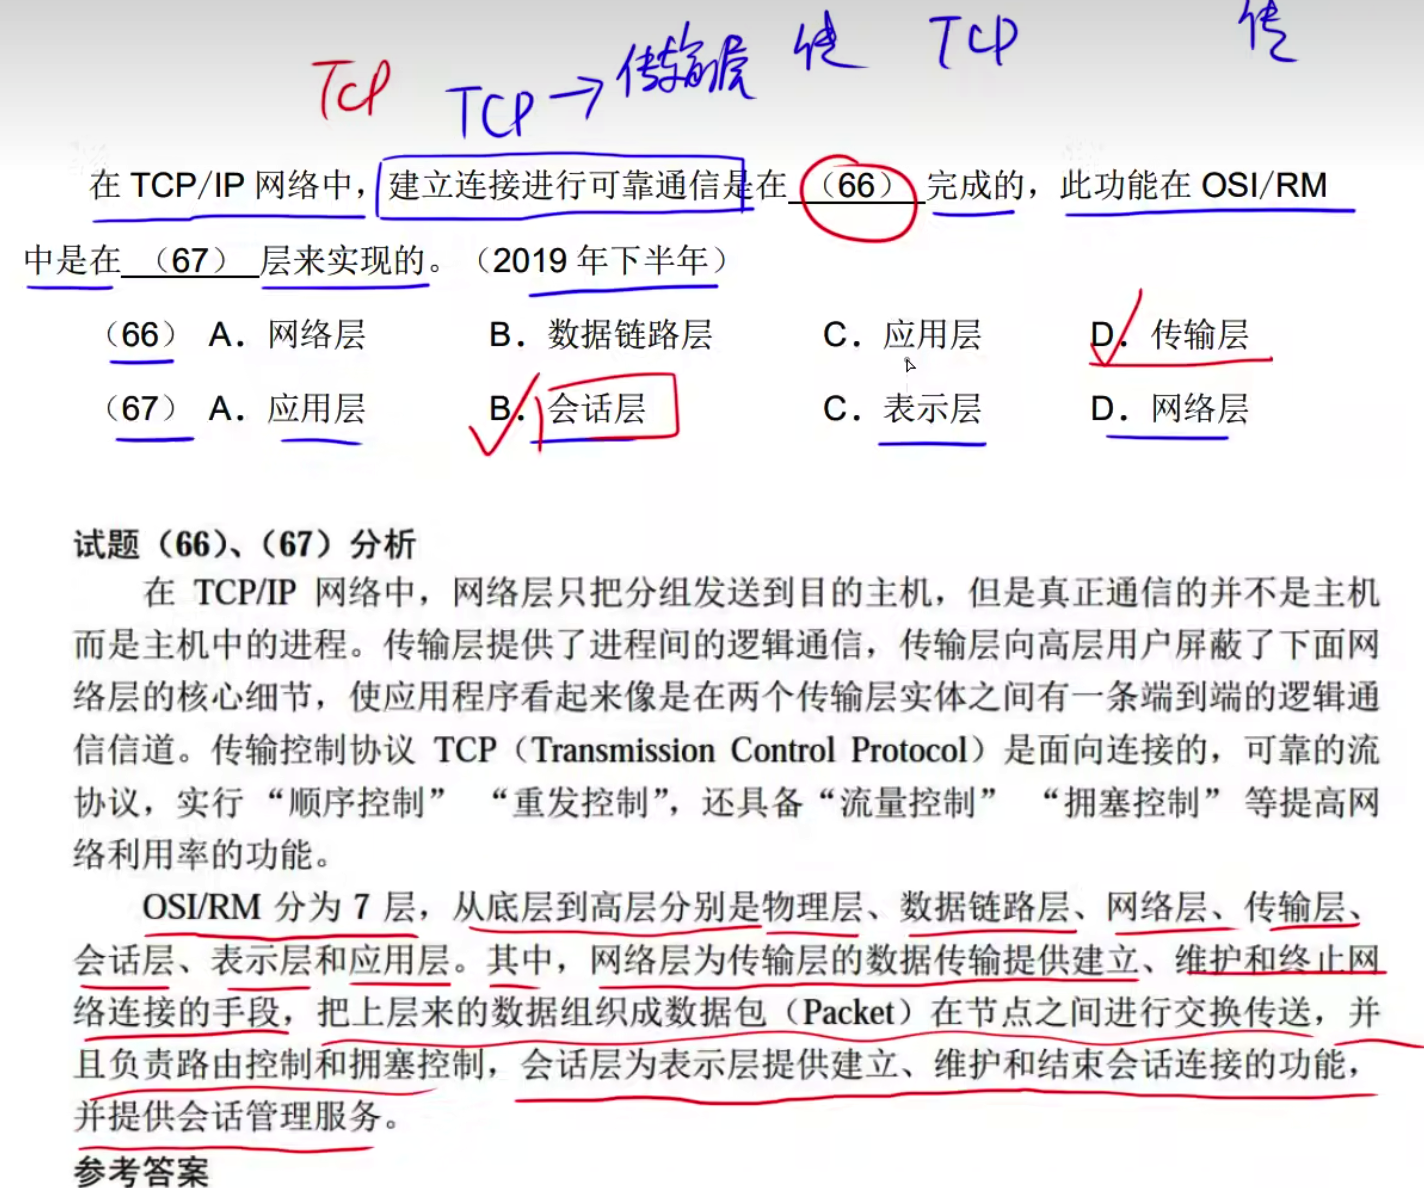 TCP TCP→传输层 传 TCP 传
在 TCP/IP 网络中，建立连接进行可靠通信是在（66）完成的，此功能在 OSI/RM
中是在（67）层来实现的。（2019 年下半年）
（66） A．网络层 B．数据链路层 C．应用层 D．传输层
（67） A．应用层 B．会话层 C．表示层 D．网络层
试题（66）、（67）分析
在 TCP/IP 网络中，网络层只把分组发送到目的主机，但是真正通信的并不是主机
而是主机中的进程。传输层提供了进程间的逻辑通信，传输层向高层用户屏蔽了下面网
络层的核心细节，使应用程序看起来像是在两个传输层实体之间有一条端到端的逻辑通
信信道。传输控制协议 TCP（Transmission Control Protocol）是面向连接的，可靠的流
协议，实行“顺序控制”“重发控制”，还具备“流量控制”“拥塞控制”等提高网
络利用率的功能。
OSI/RM 分为 7 层，从底层到高层分别是物理层、数据链路层、网络层、传输层、
会话层、表示层和应用层。其中，网络层为传输层的数据传输提供建立、维护和终止网
络连接的手段，把上层来的数据组织成数据包（Packet）在节点之间进行交换传送，并
且负责路由控制和拥塞控制，会话层为表示层提供建立、维护和结束会话连接的功能，
并提供会话管理服务。
参考答案